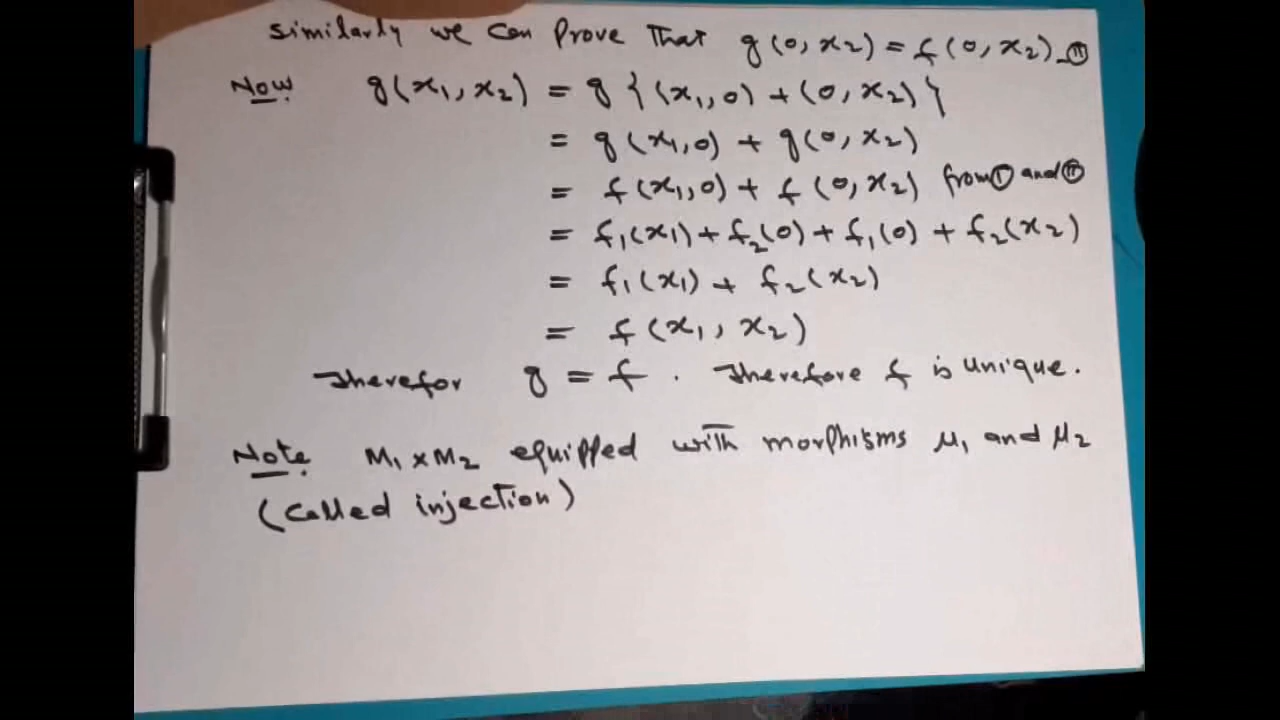 similarly we can Prove That g(0, x₂) = f(0, x₂) – Ⅱ
Now g(x₁, x₂) = g {(x₁, 0) + (0, x₂)}
= g(x₁, 0) + g(0, x₂)
= f(x₁, 0) + f(0, x₂) from Ⅰ and Ⅱ
= f₁(x₁) + f₂(0) + f₁(0) + f₂(x₂)
= f₁(x₁) + f₂(x₂)
= f(x₁, x₂)
Therefor g = f. Therefore f is unique.
Note M₁ × M₂ equipped with morphisms μ₁ and μ₂
(called injection)